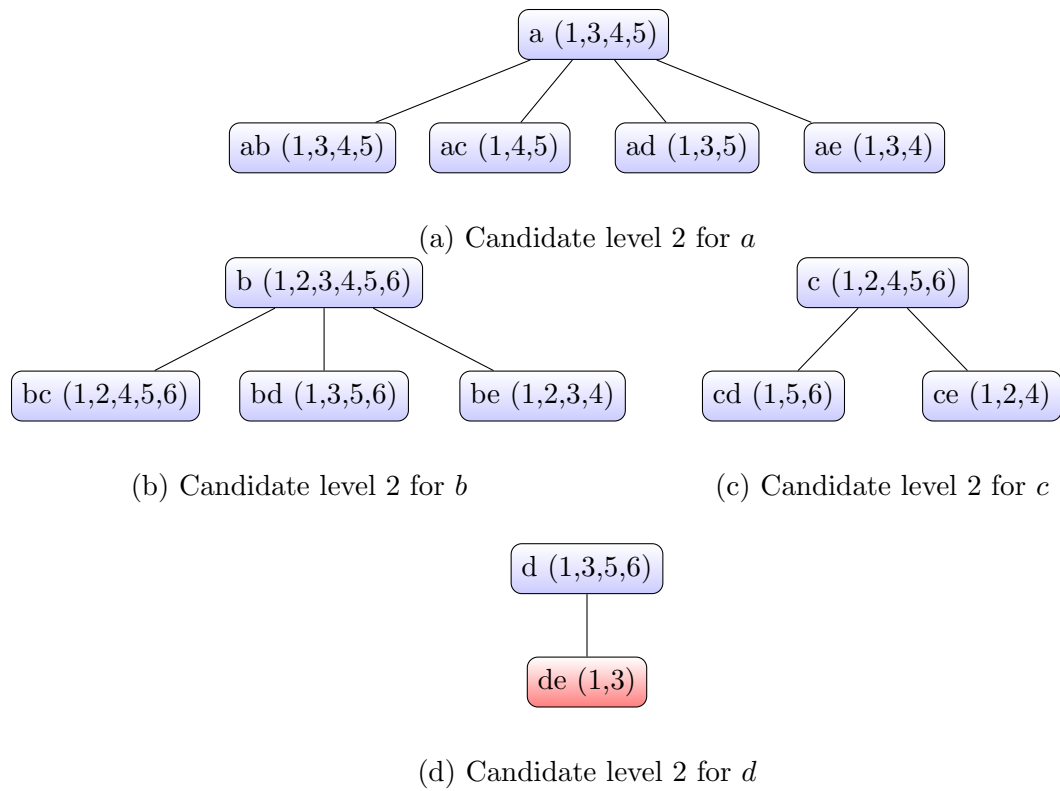 a (1,3,4,5)
ab (1,3,4,5)
ac (1,4,5)
ad (1,3,5)
ae (1,3,4)
(a) Candidate level 2 for a
b (1,2,3,4,5,6)
bc (1,2,4,5,6)
bd (1,3,5,6)
be (1,2,3,4)
(b) Candidate level 2 for b
c (1,2,4,5,6)
cd (1,5,6)
ce (1,2,4)
(c) Candidate level 2 for c
d (1,3,5,6)
de (1,3)
(d) Candidate level 2 for d